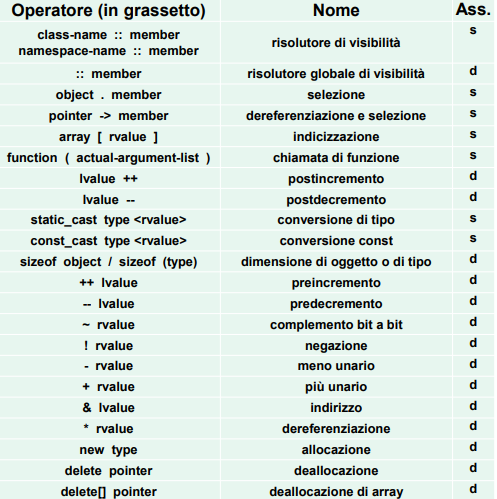 Operatore (in grassetto) Nome Ass.
class-name :: member
namespace-name :: member risolutore di visibilità s
:: member risolutore globale di visibilità d
object . member selezione s
pointer -> member dereferenziazione e selezione s
array [ rvalue ] indicizzazione s
function ( actual-argument-list ) chiamata di funzione s
lvalue ++ postincremento d
lvalue -- postdecremento d
static_cast type <rvalue> conversione di tipo s
const_cast type <rvalue> conversione const s
sizeof object / sizeof (type) dimensione di oggetto o di tipo d
++ lvalue preincremento d
-- lvalue predecremento d
~ rvalue complemento bit a bit d
! rvalue negazione d
- rvalue meno unario d
+ rvalue più unario d
& lvalue indirizzo d
* rvalue dereferenziazione d
new type allocazione d
delete pointer deallocazione d
delete[] pointer deallocazione di array d